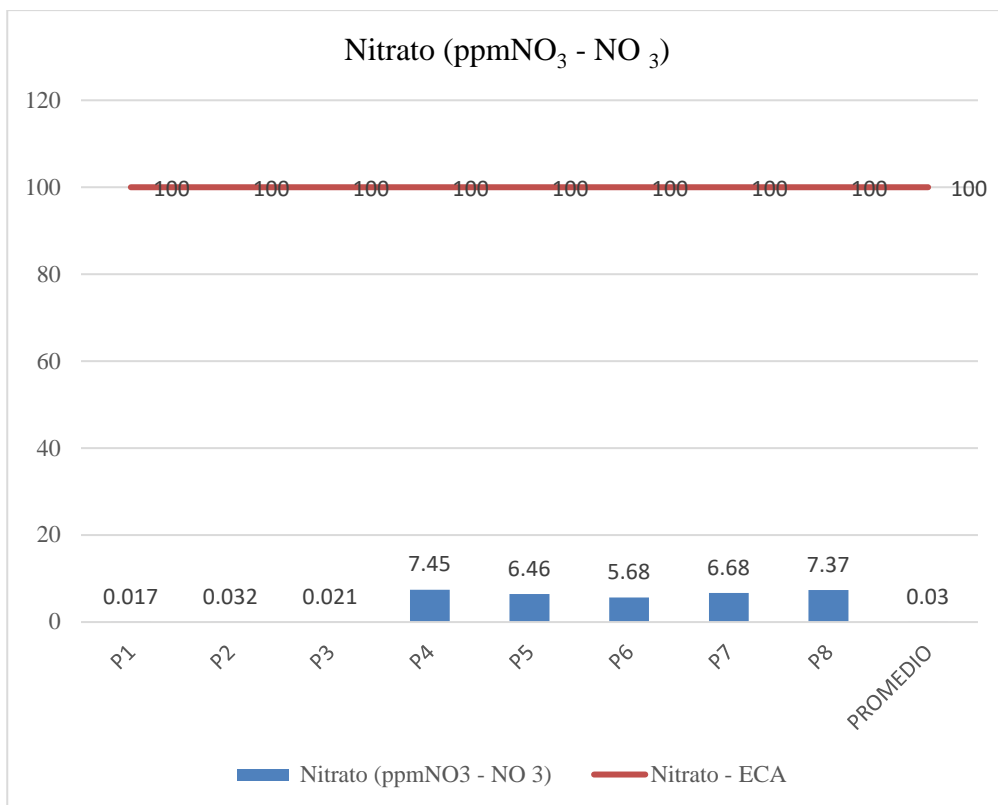 Nitrato (ppmNO₃ - NO ₃)
120
100
100 100 100 100 100 100 100 100 100
80
60
40
20
0
0.017 0.032 0.021 7.45 6.46 5.68 6.68 7.37 0.03
P1 P2 P3 P4 P5 P6 P7 P8 PROMEDIO
Nitrato (ppmNO3 - NO 3) Nitrato - ECA